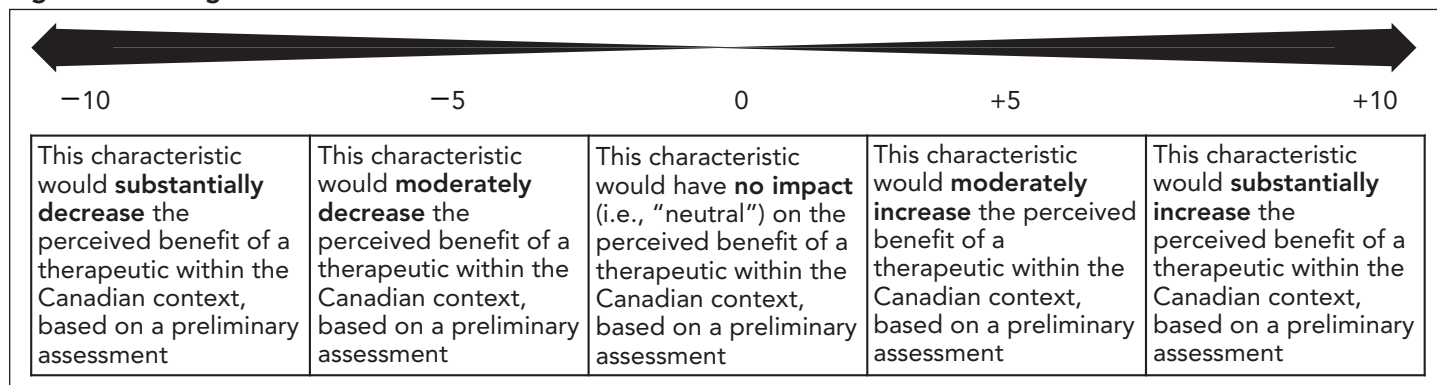 −10 −5 0 +5 +10
This characteristic
would substantially
decrease the
perceived benefit of a
therapeutic within the
Canadian context,
based on a preliminary
assessment
This characteristic
would moderately
decrease the
perceived benefit of a
therapeutic within the
Canadian context,
based on a preliminary
assessment
This characteristic
would have no impact
(i.e., “neutral”) on the
perceived benefit of a
therapeutic within the
Canadian context,
based on a preliminary
assessment
This characteristic
would moderately
increase the perceived
benefit of a
therapeutic within the
Canadian context,
based on a preliminary
assessment
This characteristic
would substantially
increase the
perceived benefit of a
therapeutic within the
Canadian context,
based on a preliminary
assessment